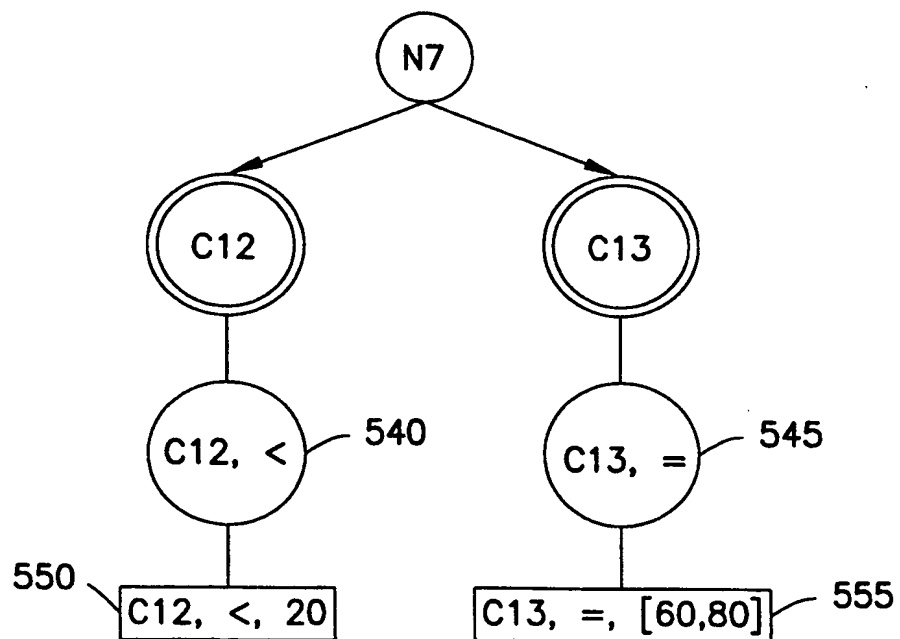 N7
C12
C13
C12, <
540
C13, =
545
550
C12, <, 20
C13, =, [60,80]
555